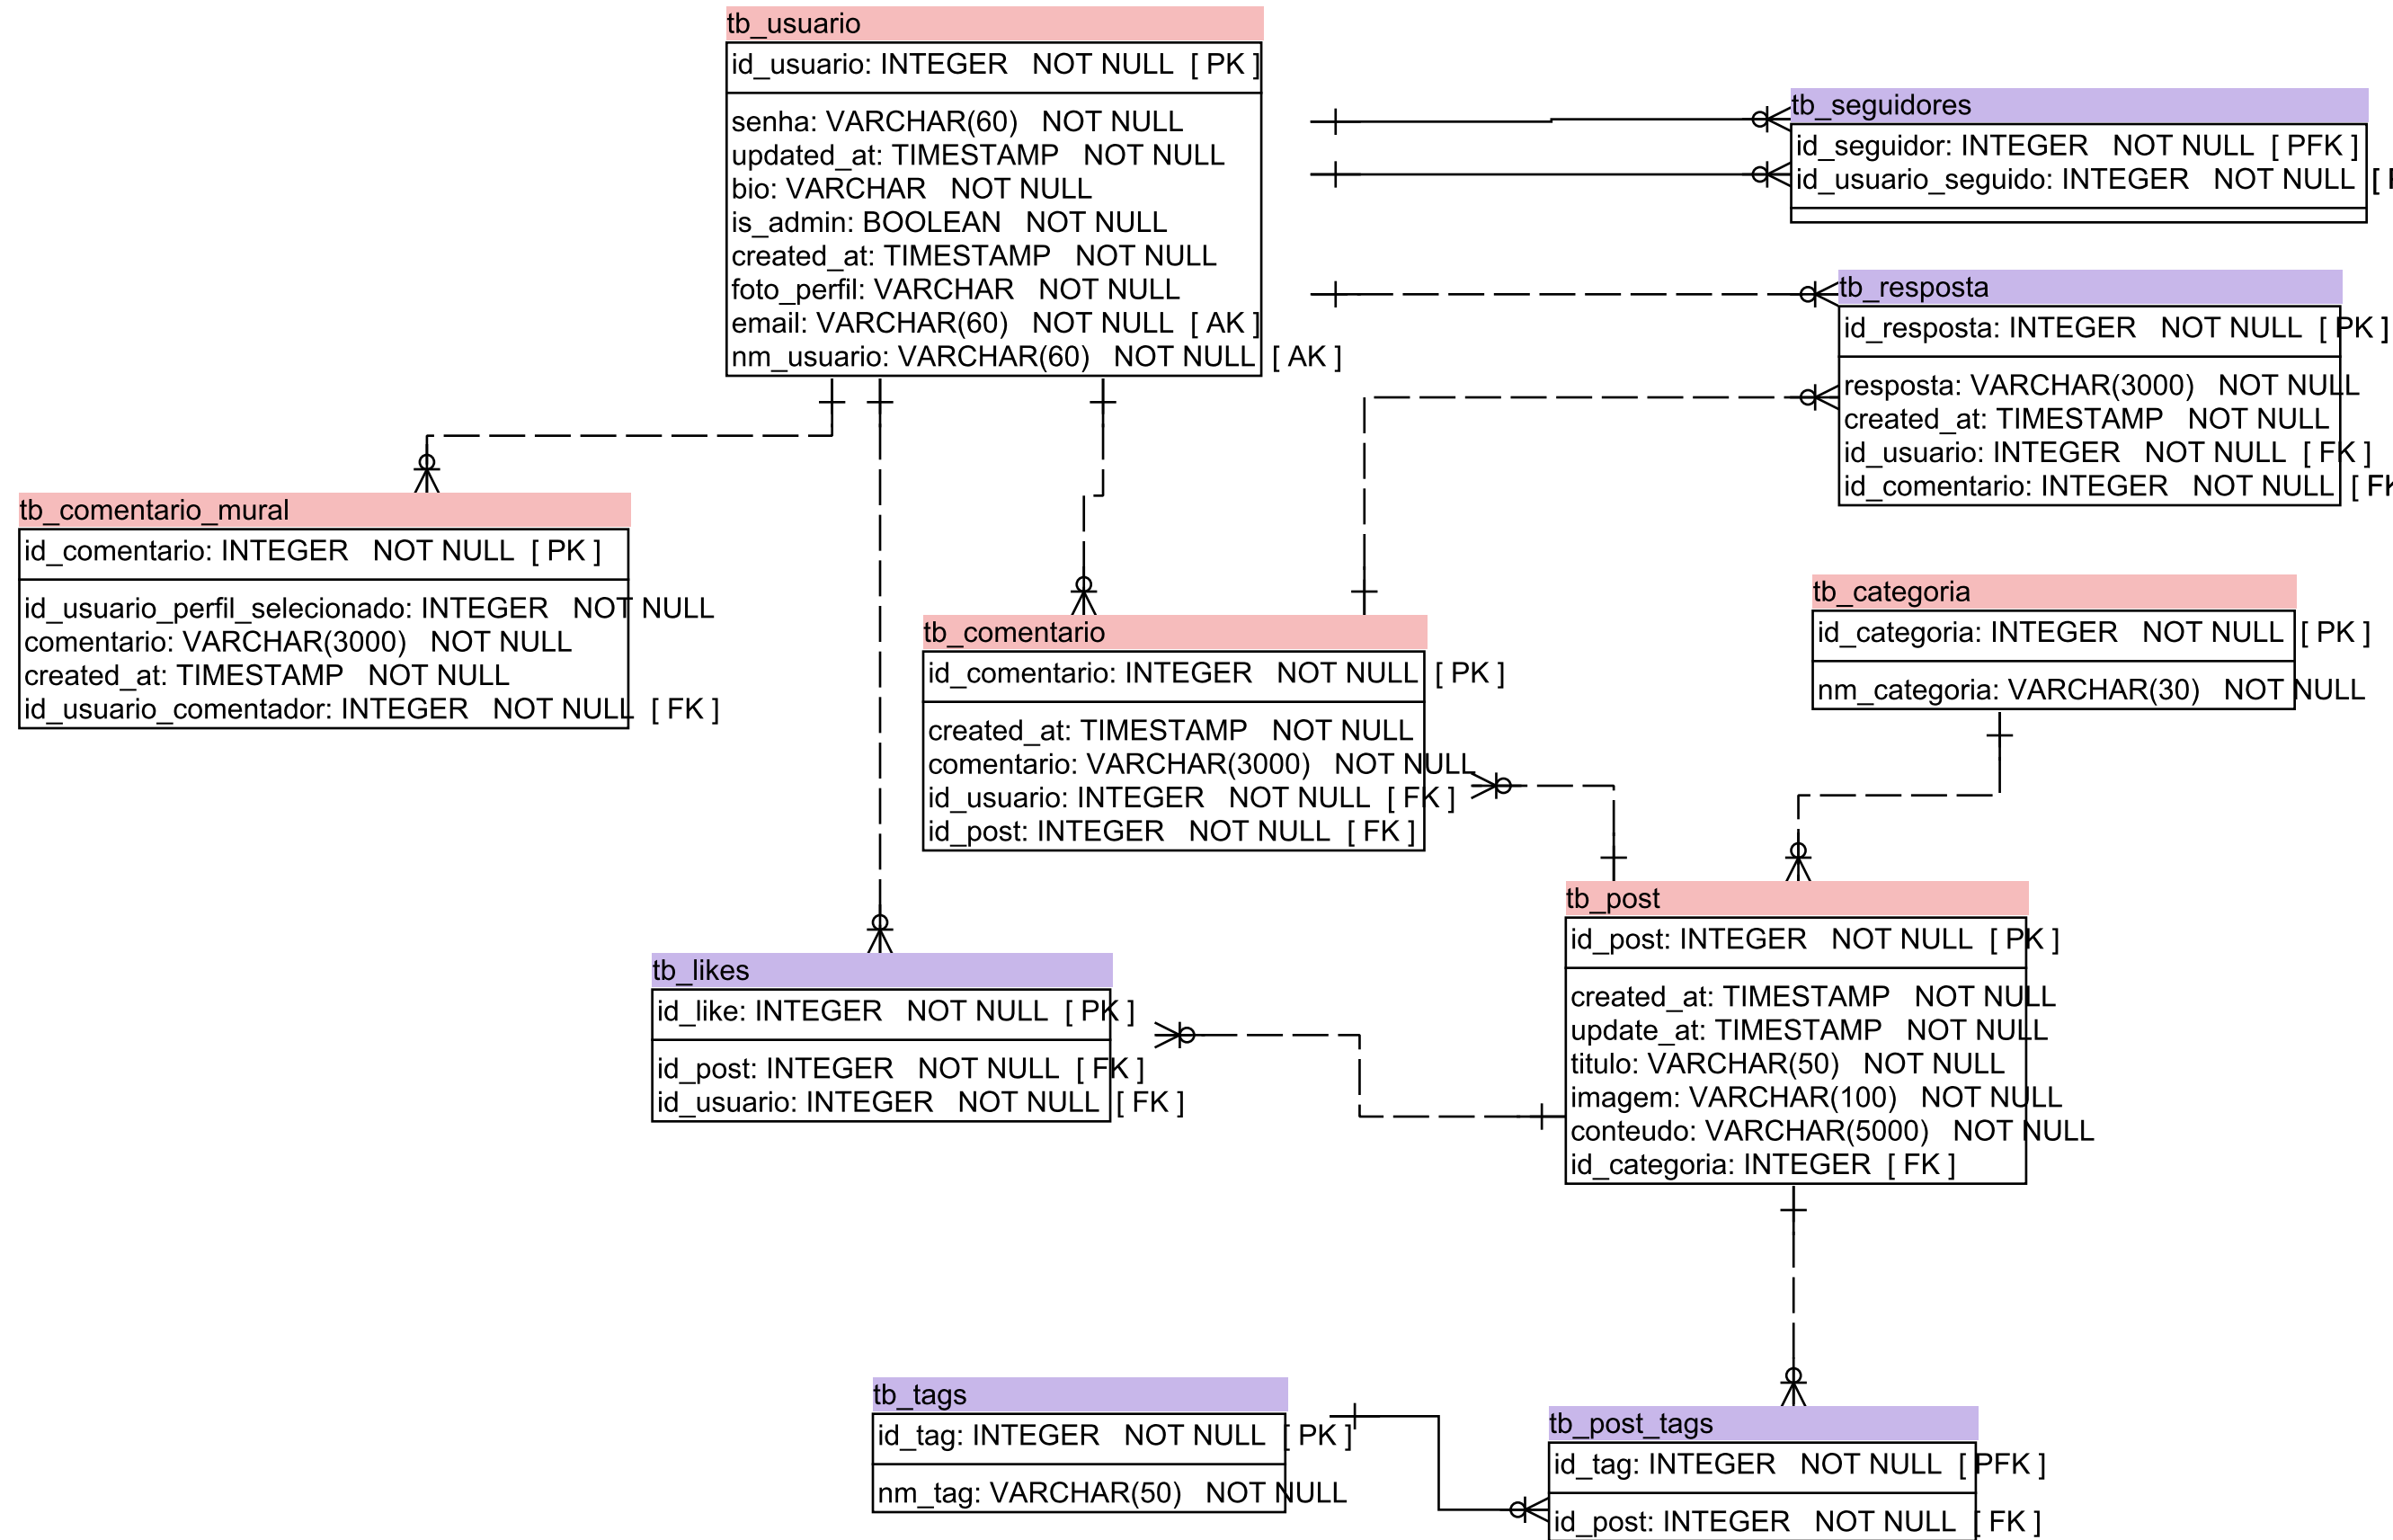 tb_usuario
id_usuario: INTEGER NOT NULL [ PK ]
senha: VARCHAR(60) NOT NULL
updated_at: TIMESTAMP NOT NULL
bio: VARCHAR NOT NULL
is_admin: BOOLEAN NOT NULL
created_at: TIMESTAMP NOT NULL
foto_perfil: VARCHAR NOT NULL
email: VARCHAR(60) NOT NULL [ AK ]
nm_usuario: VARCHAR(60) NOT NULL [ AK ]
tb_seguidores
id_seguidor: INTEGER NOT NULL [ PFK ]
id_usuario_seguido: INTEGER NOT NULL [
tb_resposta
id_resposta: INTEGER NOT NULL [ PK ]
resposta: VARCHAR(3000) NOT NULL
created_at: TIMESTAMP NOT NULL
id_usuario: INTEGER NOT NULL [ FK ]
id_comentario: INTEGER NOT NULL [ FK
tb_comentario_mural
id_comentario: INTEGER NOT NULL [ PK ]
id_usuario_perfil_selecionado: INTEGER NOT NULL
comentario: VARCHAR(3000) NOT NULL
created_at: TIMESTAMP NOT NULL
id_usuario_comentador: INTEGER NOT NULL [ FK ]
tb_comentario
id_comentario: INTEGER NOT NULL [ PK ]
created_at: TIMESTAMP NOT NULL
comentario: VARCHAR(3000) NOT NULL
id_usuario: INTEGER NOT NULL [ FK ]
id_post: INTEGER NOT NULL [ FK ]
tb_categoria
id_categoria: INTEGER NOT NULL [ PK ]
nm_categoria: VARCHAR(30) NOT NULL
tb_post
id_post: INTEGER NOT NULL [ PK ]
created_at: TIMESTAMP NOT NULL
update_at: TIMESTAMP NOT NULL
titulo: VARCHAR(50) NOT NULL
imagem: VARCHAR(100) NOT NULL
conteudo: VARCHAR(5000) NOT NULL
id_categoria: INTEGER [ FK ]
tb_likes
id_like: INTEGER NOT NULL [ PK ]
id_post: INTEGER NOT NULL [ FK ]
id_usuario: INTEGER NOT NULL [ FK ]
tb_tags
id_tag: INTEGER NOT NULL [ PK ]
nm_tag: VARCHAR(50) NOT NULL
tb_post_tags
id_tag: INTEGER NOT NULL [ PFK ]
id_post: INTEGER NOT NULL [ FK ]